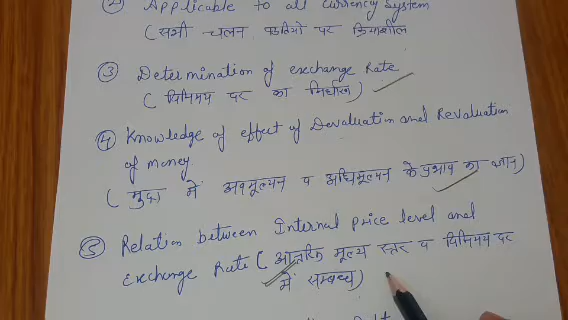 ② Applicable to all currency System
(सभी चलन पद्धतियों पर क्रियाशील
③ Determination of exchange Rate
(विनिमय दर का निर्धारण)
④ Knowledge of effect of Devaluation and Revaluation
of money
(मुद्रा में अवमूल्यन व अधिमूल्यन के प्रभाव का ज्ञान)
⑤ Relation between Internal price level and
Exchange Rate (आन्तरिक मूल्य स्तर व विनिमय दर
में सम्बन्ध)